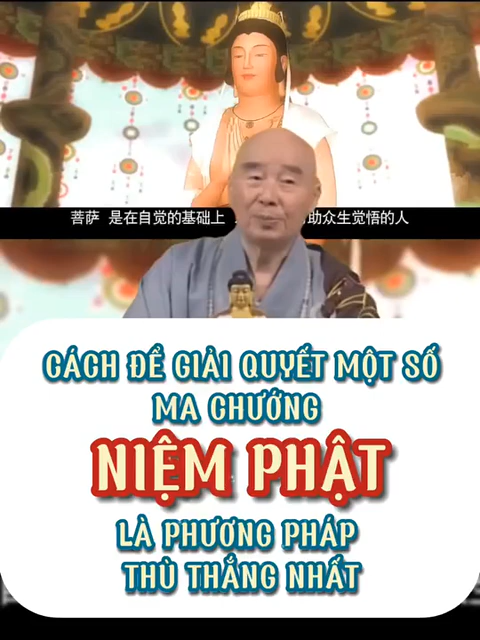 菩萨 是在自觉的基础上
助众生觉悟的人
CÁCH ĐỂ GIẢI QUYẾT MỘT SỐ
MA CHƯỚNG
NIỆM PHẬT
LÀ PHƯƠNG PHÁP
THÙ THẮNG NHẤT